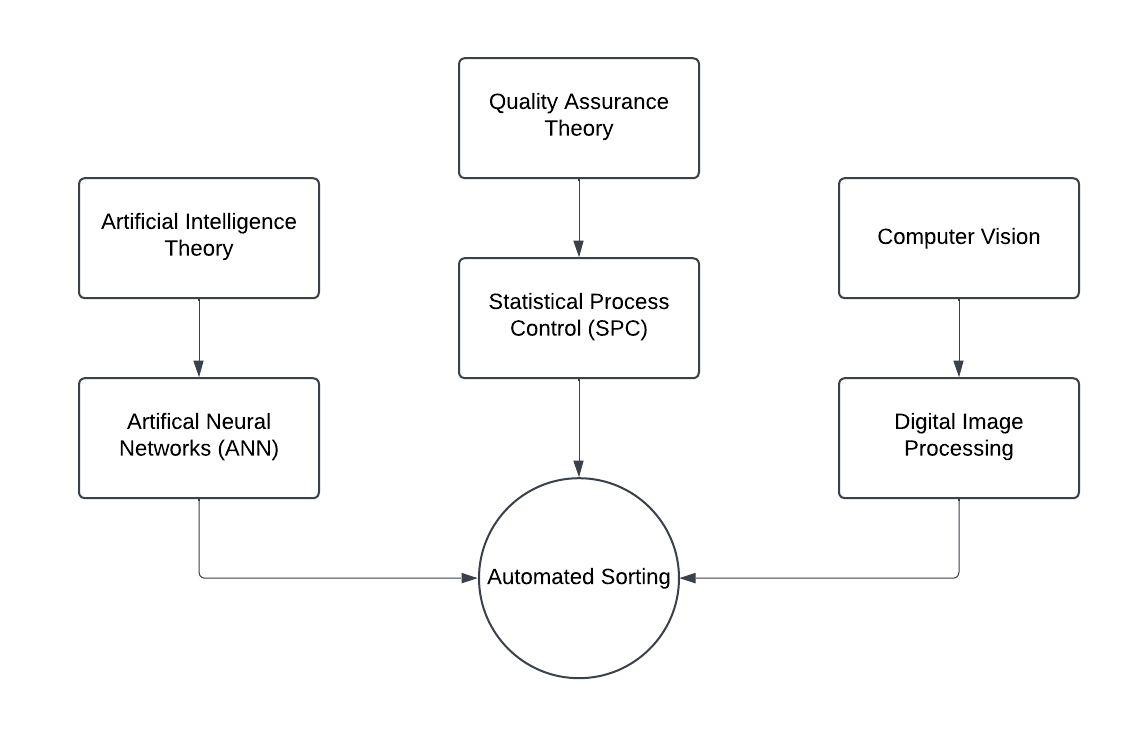 Quality Assurance
Theory
Artificial Intelligence
Theory
Computer Vision
Statistical Process
Control (SPC)
Artifical Neural
Networks (ANN)
Digital Image
Processing
Automated Sorting